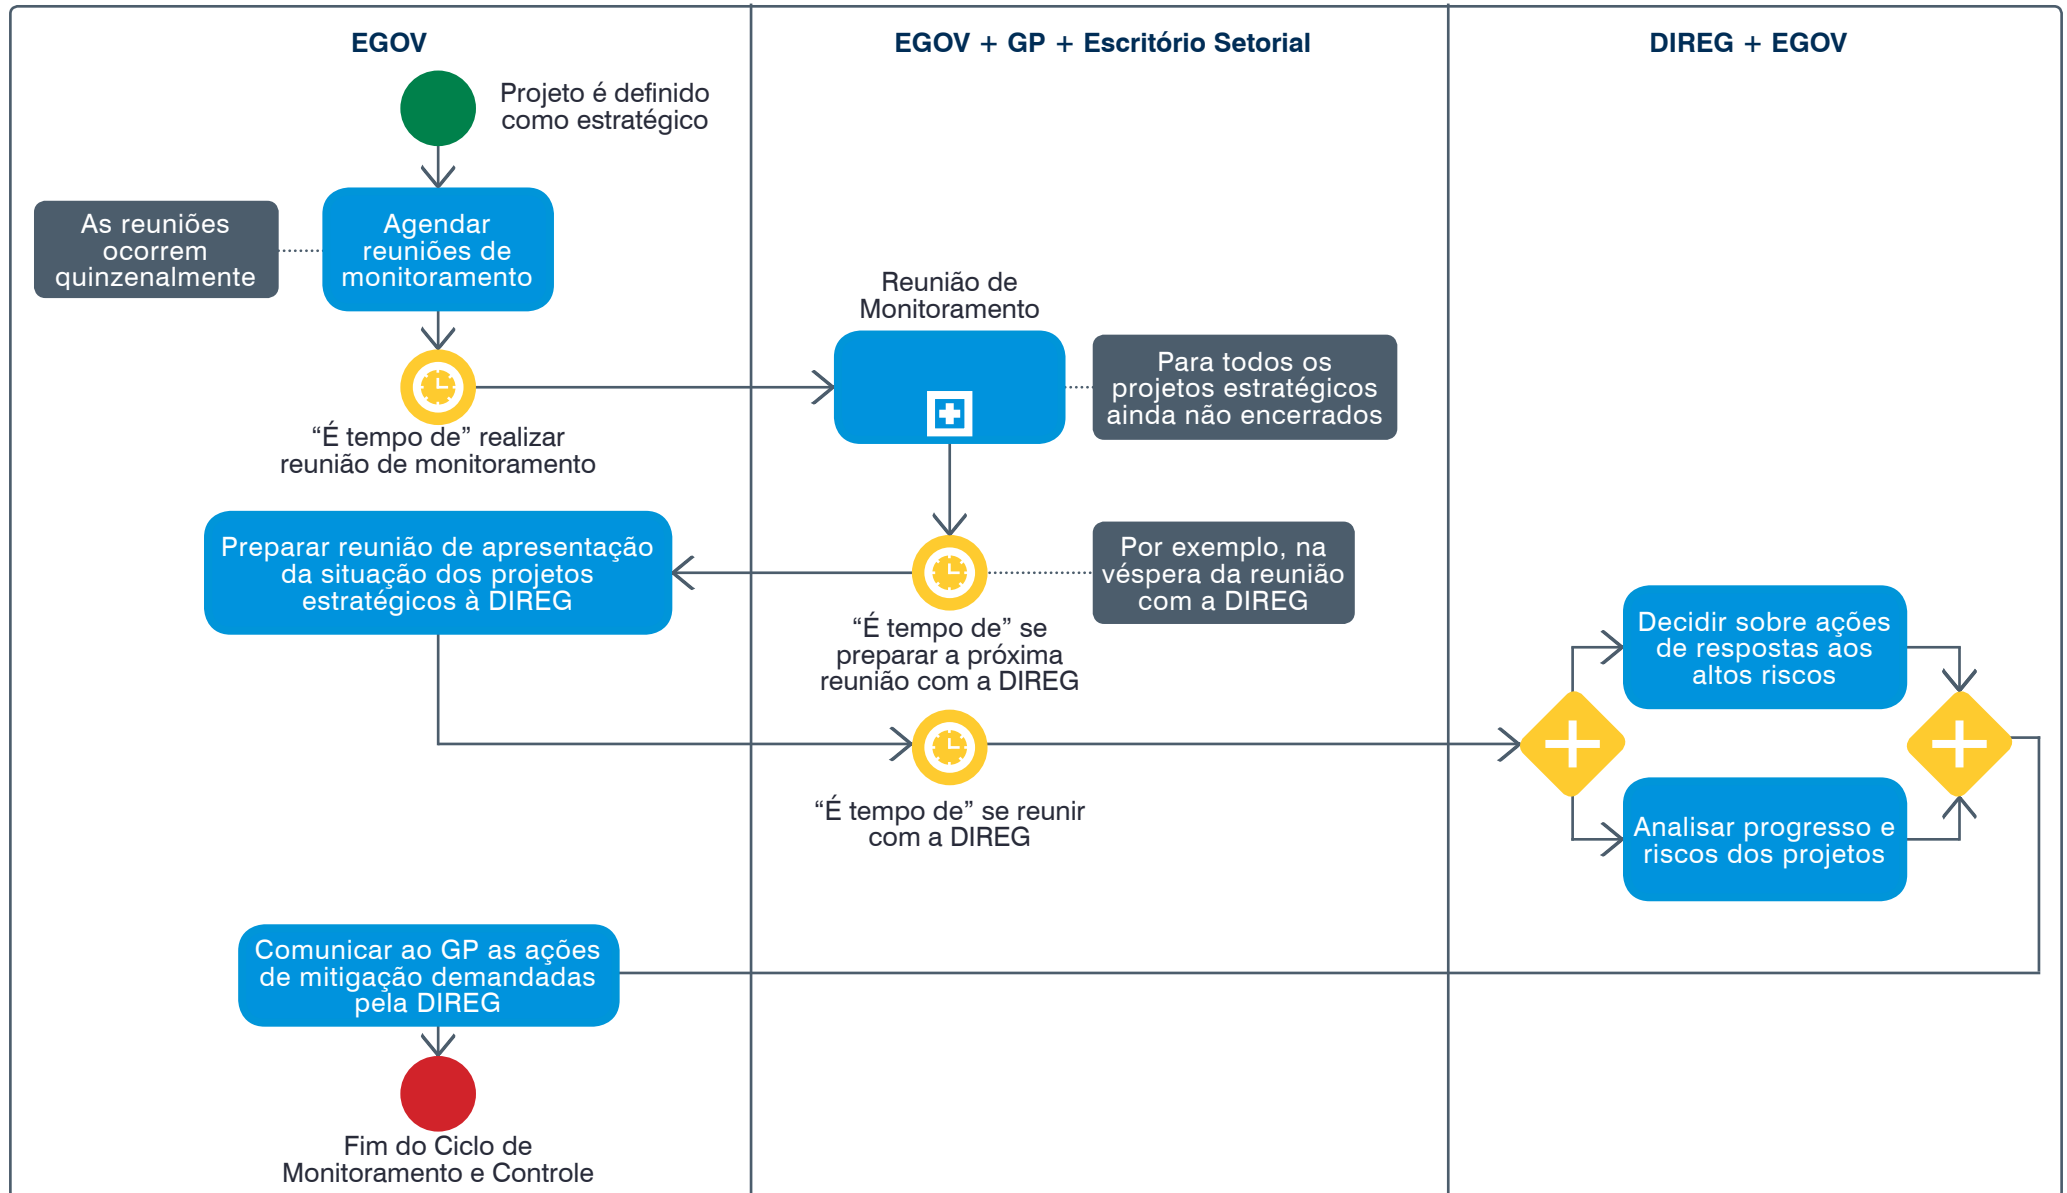 EGOV
EGOV + GP + Escritório Setorial
DIREG + EGOV
Projeto é definido
como estratégico
As reuniões
ocorrem
quinzenalmente
Agendar
reuniões de
monitoramento
“É tempo de” realizar
reunião de monitoramento
Reunião de
Monitoramento
Para todos os
projetos estratégicos
ainda não encerrados
Preparar reunião de apresentação
da situação dos projetos
estratégicos à DIREG
Por exemplo, na
véspera da reunião
com a DIREG
“É tempo de” se
preparar a próxima
reunião com a DIREG
“É tempo de” se reunir
com a DIREG
Decidir sobre ações
de respostas aos
altos riscos
Analisar progresso e
riscos dos projetos
Comunicar ao GP as ações
de mitigação demandadas
pela DIREG
Fim do Ciclo de
Monitoramento e Controle